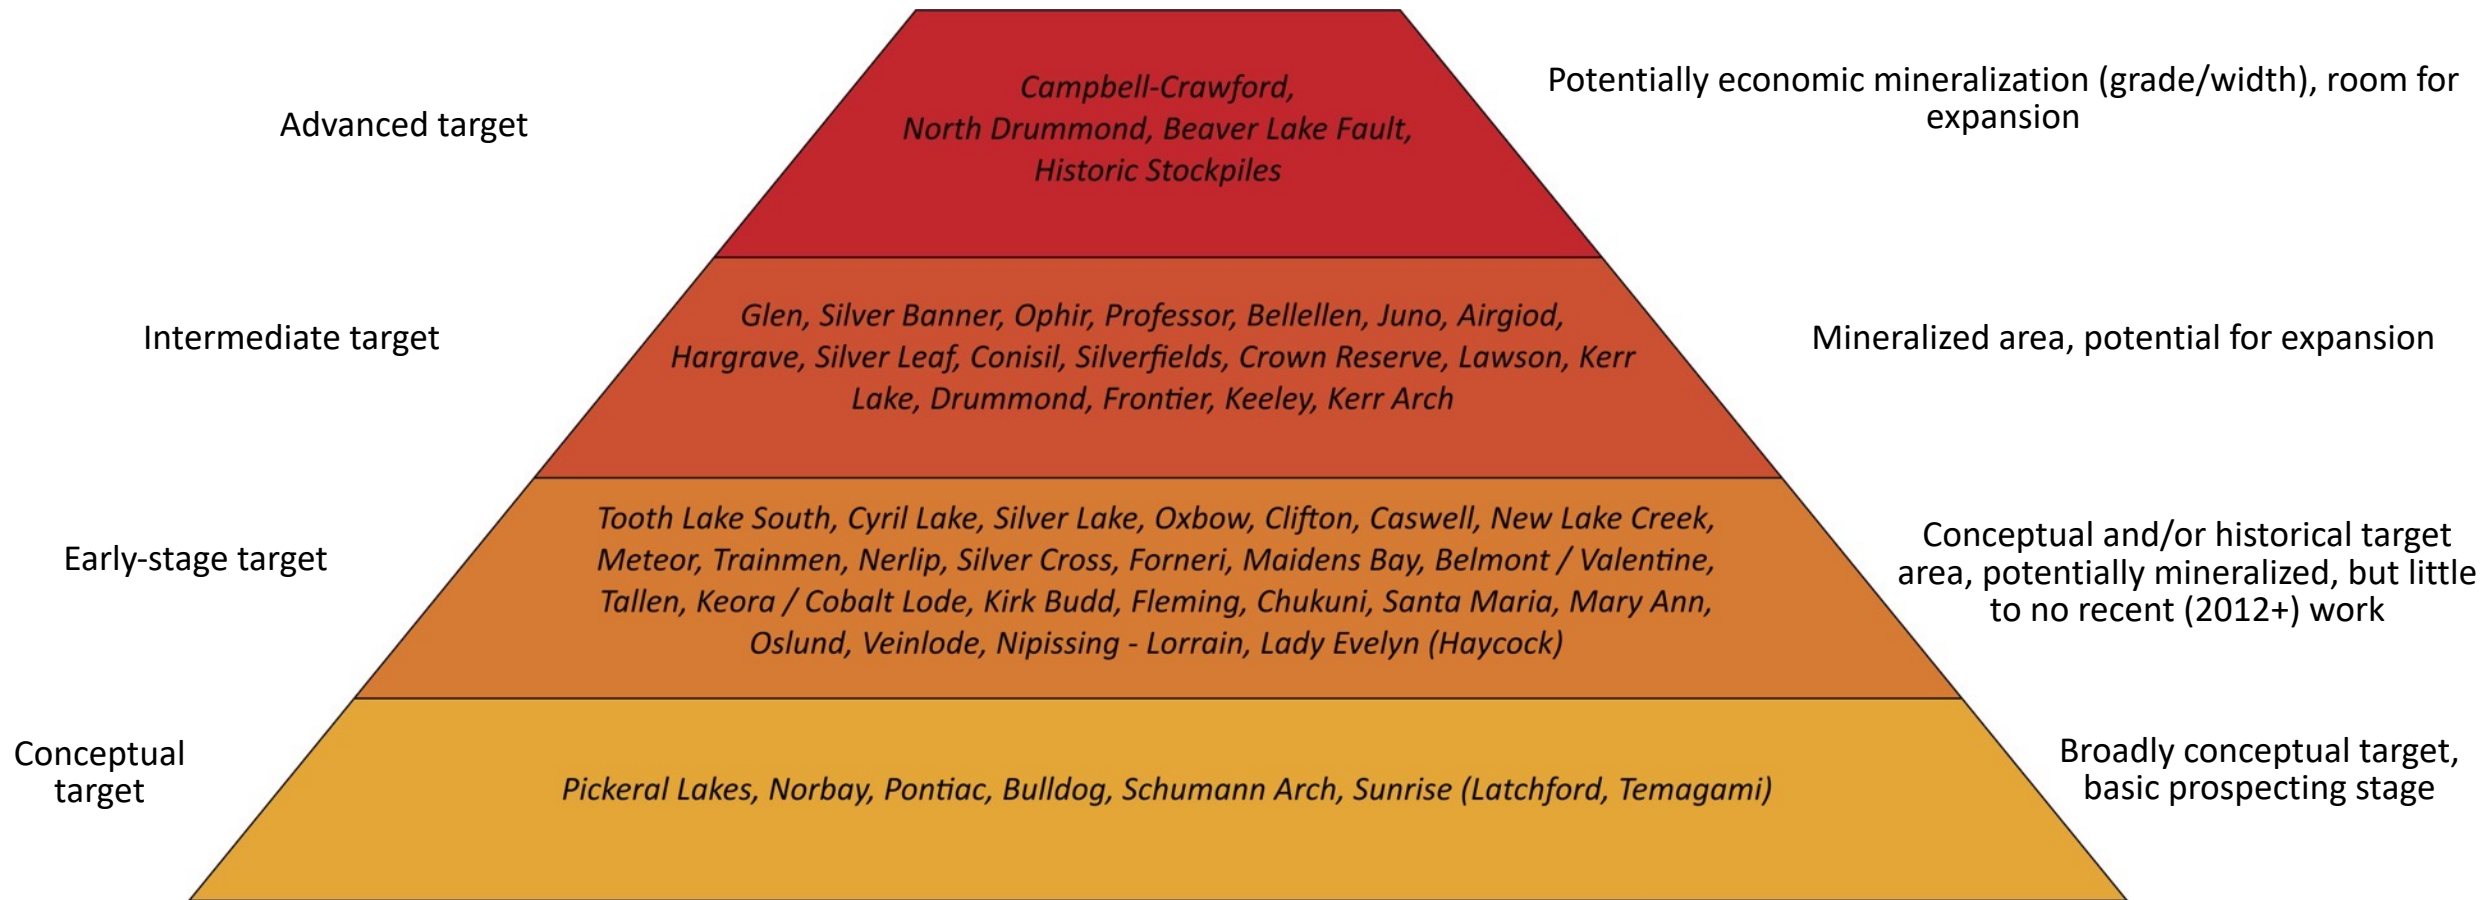 Advanced target
Campbell-Crawford,
North Drummond, Beaver Lake Fault,
Historic Stockpiles
Potentially economic mineralization (grade/width), room for
expansion
Intermediate target
Glen, Silver Banner, Ophir, Professor, Bellellen, Juno, Airgiod,
Hargrave, Silver Leaf, Conisil, Silverfields, Crown Reserve, Lawson, Kerr
Lake, Drummond, Frontier, Keeley, Kerr Arch
Mineralized area, potential for expansion
Early-stage target
Tooth Lake South, Cyril Lake, Silver Lake, Oxbow, Clifton, Caswell, New Lake Creek,
Meteor, Trainmen, Nerlip, Silver Cross, Forneri, Maidens Bay, Belmont / Valentine,
Tallen, Keora / Cobalt Lode, Kirk Budd, Fleming, Chukuni, Santa Maria, Mary Ann,
Oslund, Veinlode, Nipissing - Lorrain, Lady Evelyn (Haycock)
Conceptual and/or historical target
area, potentially mineralized, but little
to no recent (2012+) work
Conceptual
target
Pickeral Lakes, Norbay, Pontiac, Bulldog, Schumann Arch, Sunrise (Latchford, Temagami)
Broadly conceptual target,
basic prospecting stage